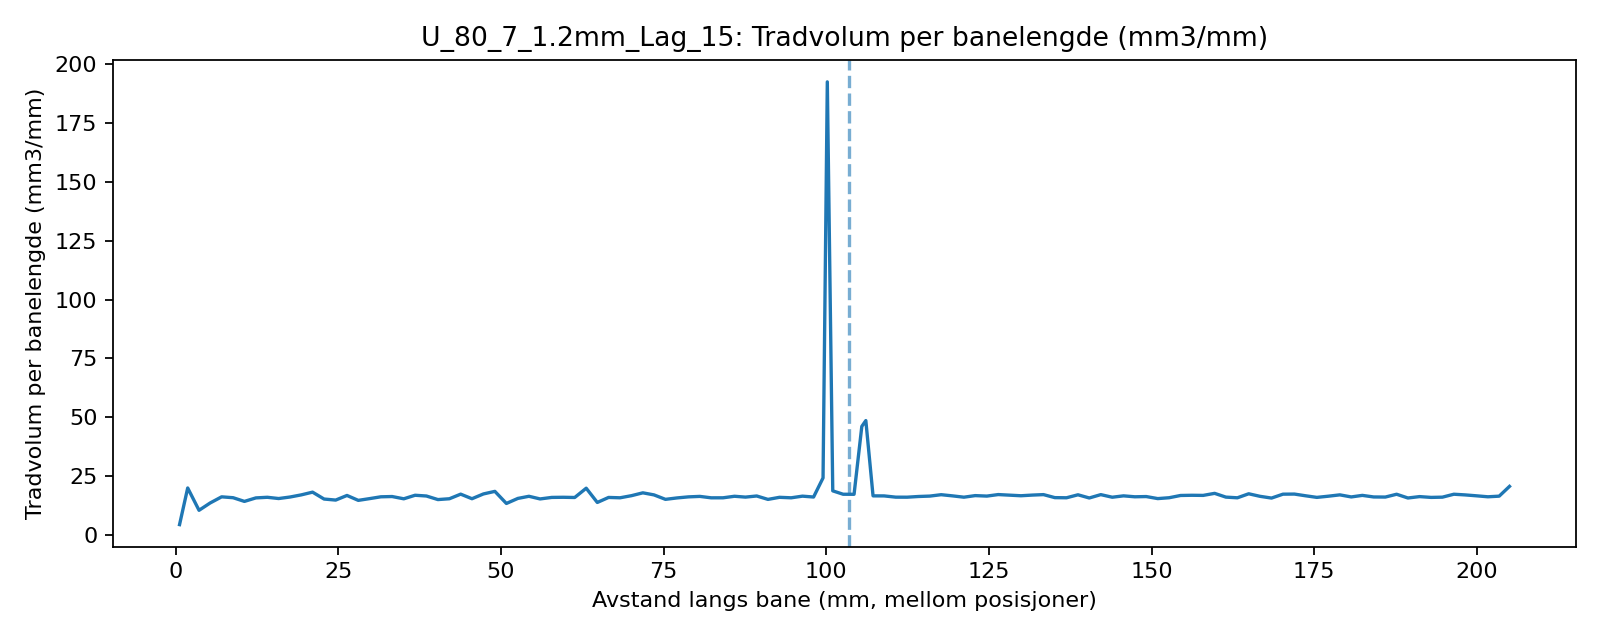 U_80_7_1.2mm_Lag_15: Tradvolum per banelengde (mm3/mm)
Tradvolum per banelengde (mm3/mm)
200
175
150
125
100
75
50
25
0
0 25 50 75 100 125 150 175 200
Avstand langs bane (mm, mellom posisjoner)